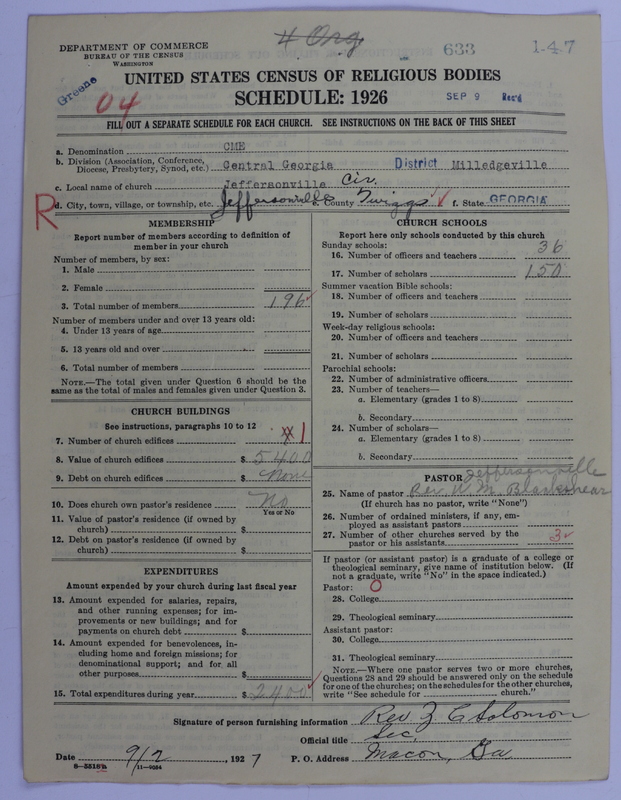 # Org 633 1-4-7
DEPARTMENT OF COMMERCE
BUREAU OF THE CENSUS
WASHINGTON
Greene
04
UNITED STATES CENSUS OF RELIGIOUS BODIES
SCHEDULE: 1926
SEP 9 Rec'd
FILL OUT A SEPARATE SCHEDULE FOR EACH CHURCH. SEE INSTRUCTIONS ON THE BACK OF THIS SHEET
a. Denomination CME
b. Division (Association, Conference, Diocese, Presbytery, Synod, etc.) Central Georgia District Milledgeville
c. Local name of church Jeffersonville Cir.
R
d. City, town, village, or township, etc. Jeffersonville e. County Twiggs f. State GEORGIA
MEMBERSHIP
Report number of members according to definition of
member in your church
Number of members, by sex:
1. Male
2. Female
3. Total number of members 196
Number of members under and over 13 years old:
4. Under 13 years of age
5. 13 years old and over
6. Total number of members
NOTE.—The total given under Question 6 should be the
same as the total of males and females given under Question 3.
CHURCH BUILDINGS
See instructions, paragraphs 10 to 12
7. Number of church edifices 1
8. Value of church edifices $ 5400
9. Debt on church edifices $ None
10. Does church own pastor's residence No
Yes or No
11. Value of pastor's residence (if owned by
church) $
12. Debt on pastor's residence (if owned by
church) $
EXPENDITURES
Amount expended by your church during last fiscal year
13. Amount expended for salaries, repairs,
and other running expenses; for im-
provements or new buildings; and for
payments on church debt $
14. Amount expended for benevolences, in-
cluding home and foreign missions; for
denominational support; and for all
other purposes $
15. Total expenditures during year $ 2400
CHURCH SCHOOLS
Report here only schools conducted by this church
Sunday schools:
16. Number of officers and teachers 36
17. Number of scholars 150
Summer vacation Bible schools:
18. Number of officers and teachers
19. Number of scholars
Week-day religious schools:
20. Number of officers and teachers
21. Number of scholars
Parochial schools:
22. Number of administrative officers
23. Number of teachers—
a. Elementary (grades 1 to 8)
b. Secondary
24. Number of scholars—
a. Elementary (grades 1 to 8)
b. Secondary
PASTOR Jeffersonville
25. Name of pastor Rev. W. M. Blackshear
(If church has no pastor, write "None")
26. Number of ordained ministers, if any, em-
ployed as assistant pastors
27. Number of other churches served by the
pastor or his assistants 3
If pastor (or assistant pastor) is a graduate of a college or
theological seminary, give name of institution below. (If
not a graduate, write "No" in the space indicated.)
Pastor: O
28. College
29. Theological seminary
Assistant pastor:
30. College
31. Theological seminary
NOTE.—Where one pastor serves two or more churches,
Questions 28 and 29 should be answered only on the schedule
for one of the churches; on the schedules for the other churches,
write "See schedule for church."
Signature of person furnishing information Rev Z C Solomon
Official title Sec.
Date 9/2, 1927 P. O. Address Macon, Ga
11—9034